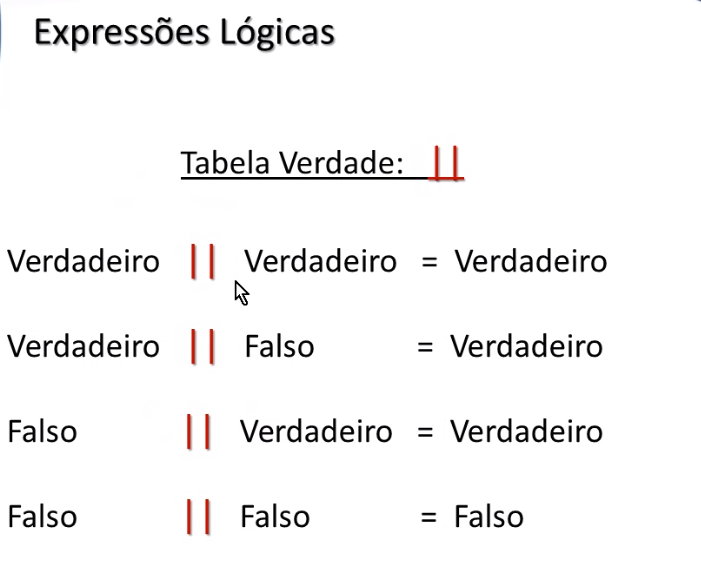 Expressões Lógicas
Tabela Verdade: ||
Verdadeiro || Verdadeiro = Verdadeiro
Verdadeiro || Falso = Verdadeiro
Falso || Verdadeiro = Verdadeiro
Falso || Falso = Falso